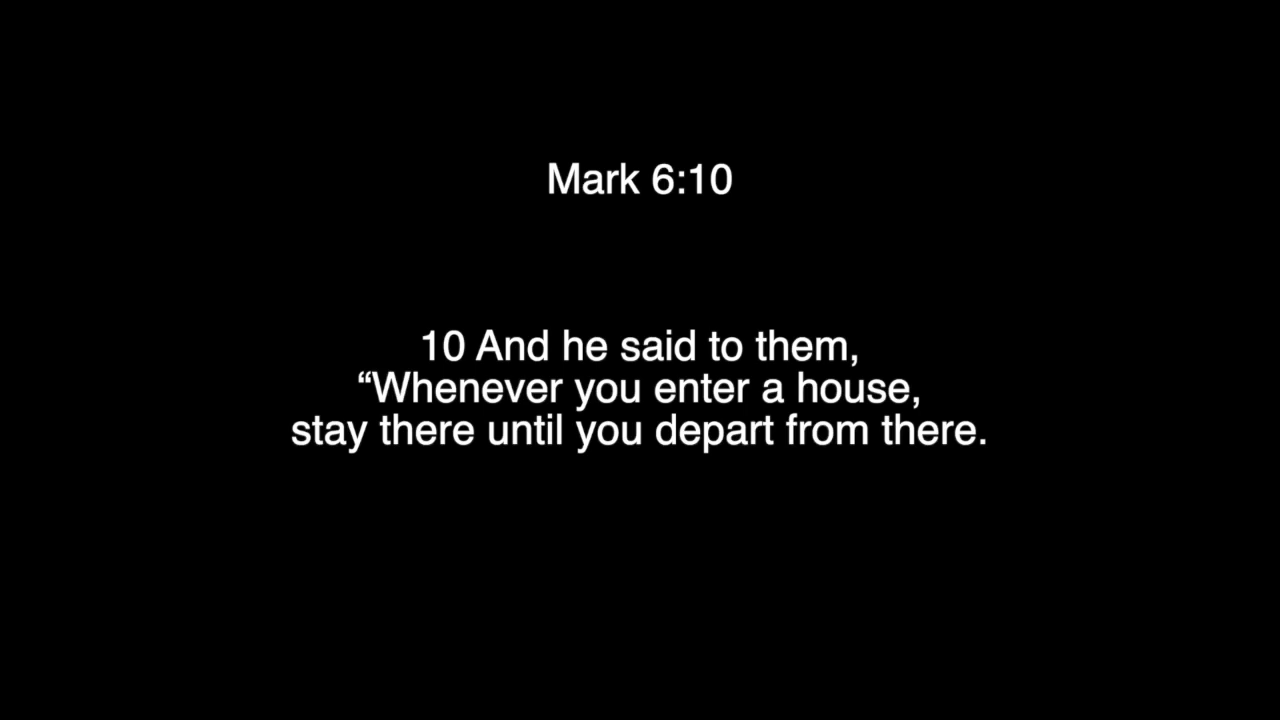 Mark 6:10
10 And he said to them,
“Whenever you enter a house,
stay there until you depart from there.